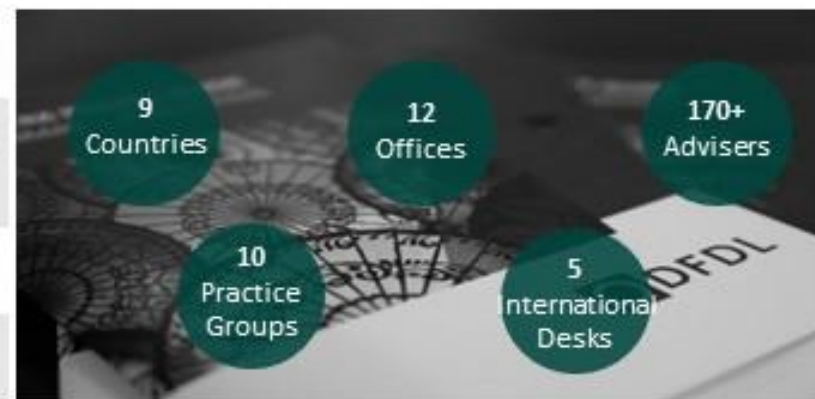 9
Countries
12
Offices
170+
Advisers
10
Practice
Groups
5
International
Desks
DFDL